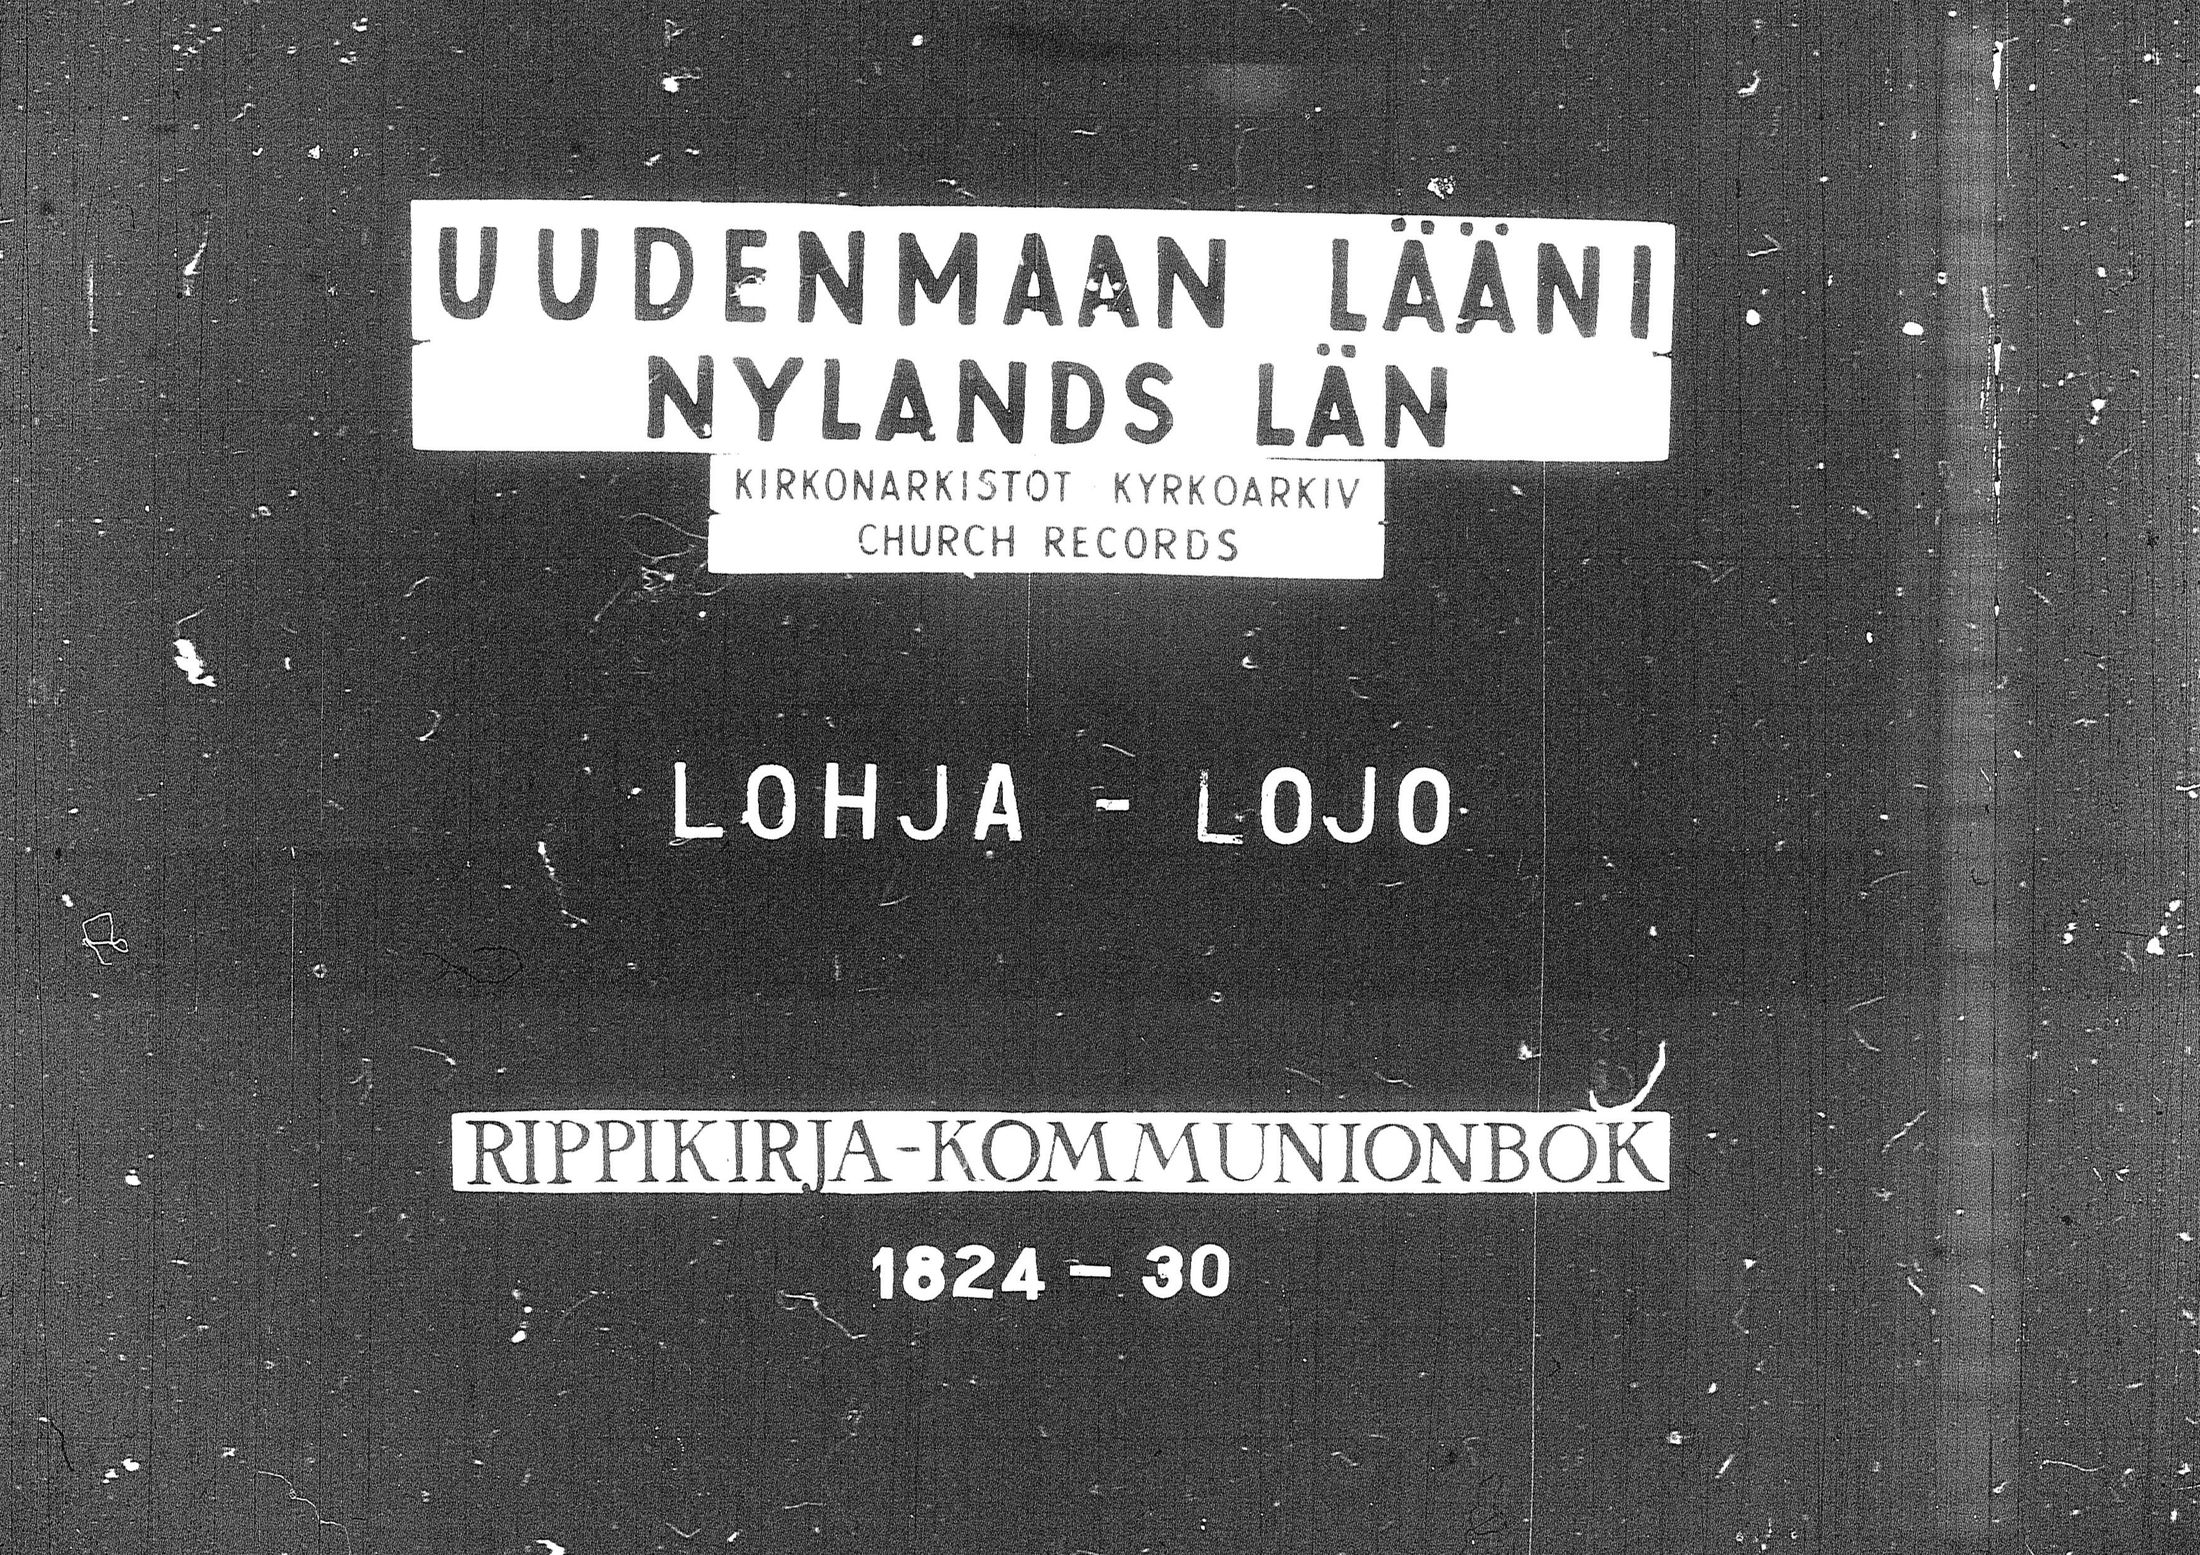 UUDENMAAN LÄÄNI
NYLANDS LÄN
KIRKONARKISTOT KYRKOARKIV
CHURCH RECORDS
LOHJA - LOJO
RIPPIKIRJA-KOMMUNIONBOK
1824 - 30